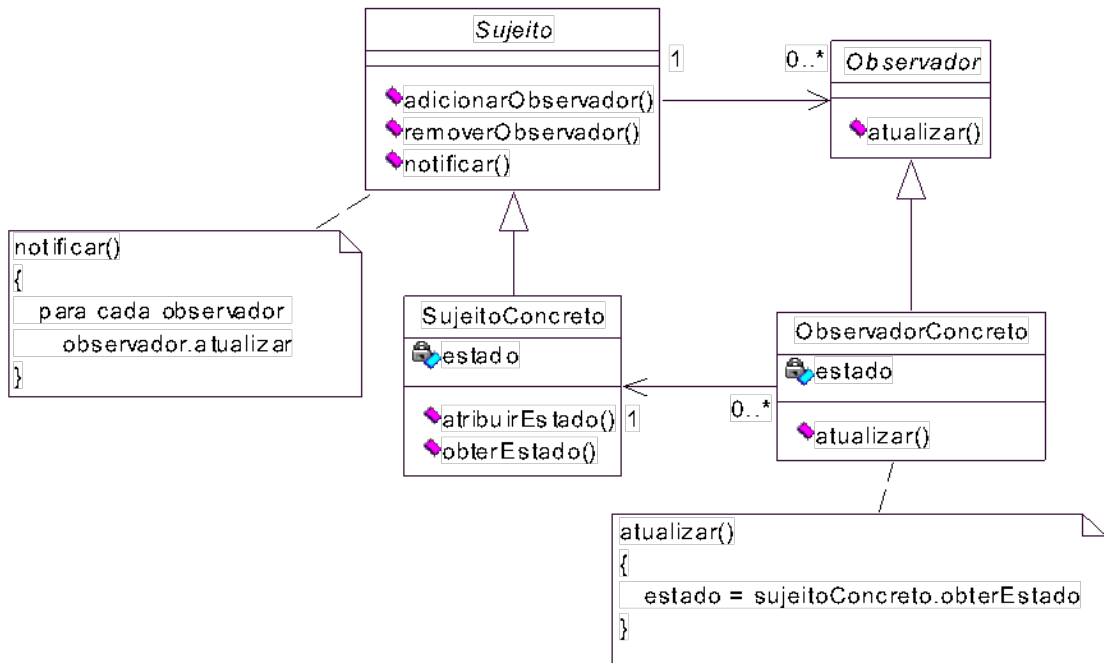 Sujeito
adicionarObservador()
removerObservador()
notificar()
1
0..*
Observador
atualizar()
notificar()
{
para cada observador
observador.atualizar
}
SujeitoConcreto
estado
atribuirEstado()
obterEstado()
1
0..*
ObservadorConcreto
estado
atualizar()
atualizar()
{
estado = sujeitoConcreto.obterEstado
}